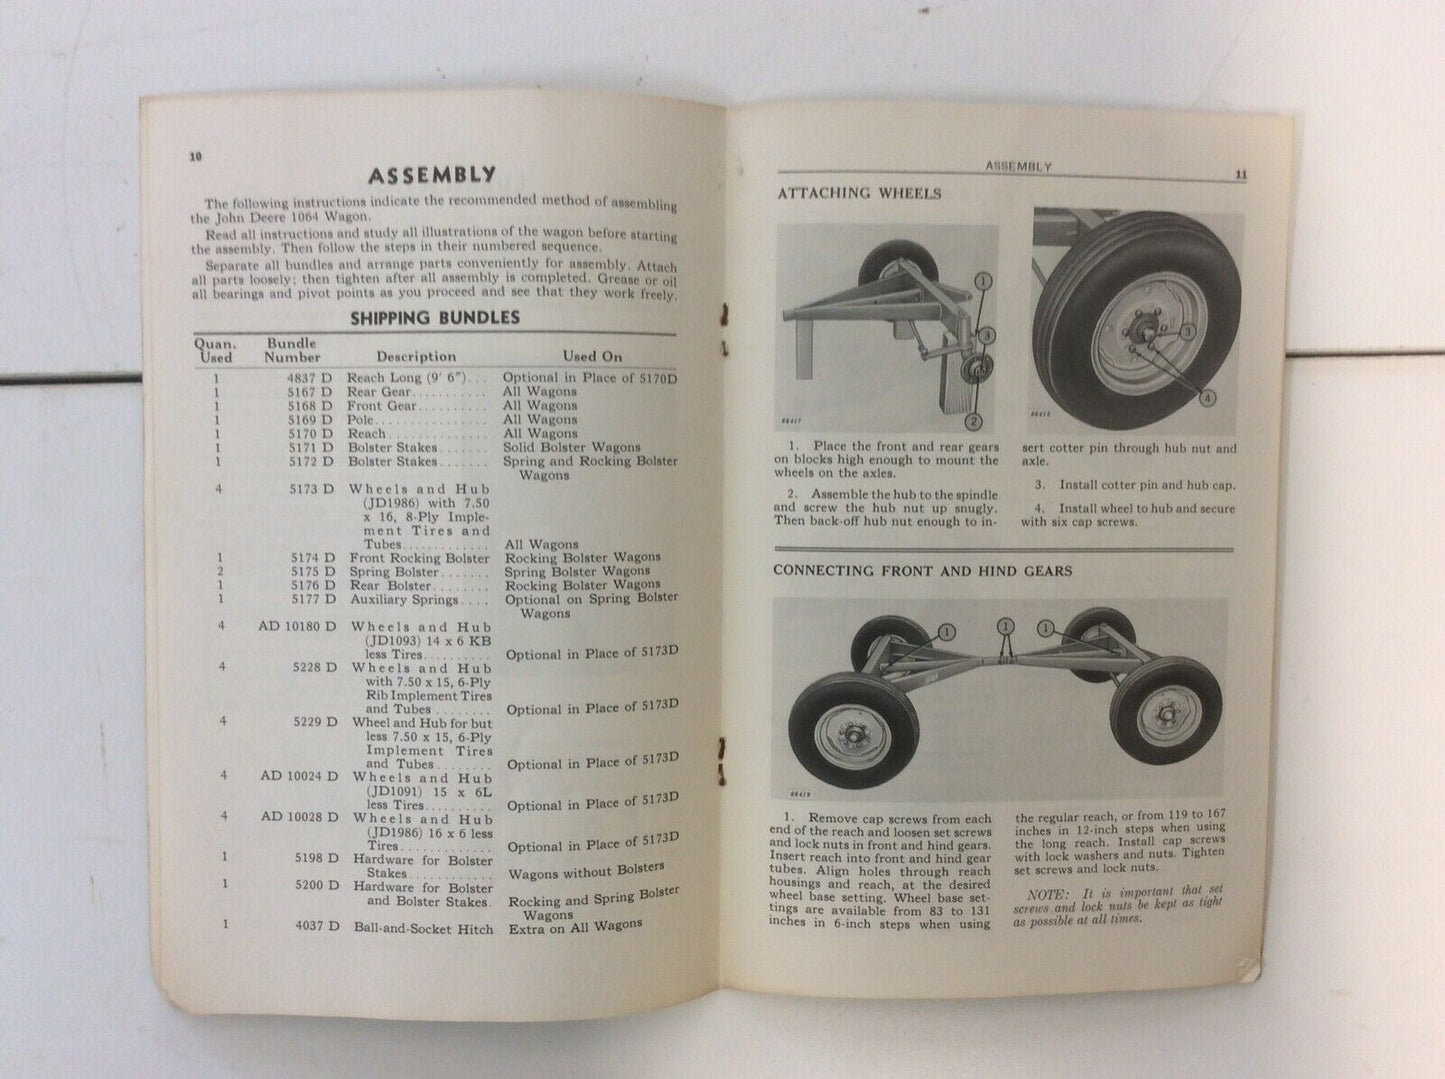 10
ASSEMBLY
The following instructions indicate the recommended method of assembling
the John Deere 1064 Wagon.
Read all instructions and study all illustrations of the wagon before starting
the assembly. Then follow the steps in their numbered sequence.
Separate all bundles and arrange parts conveniently for assembly. Attach
all parts loosely; then tighten after all assembly is completed. Grease or oil
all bearings and pivot points as you proceed and see that they work freely.
SHIPPING BUNDLES
Quan. Used Bundle Number Description Used On
1 4837 D Reach Long (9' 6")... Optional in Place of 5170D
1 5167 D Rear Gear........... All Wagons
1 5168 D Front Gear.......... All Wagons
1 5169 D Pole................ All Wagons
1 5170 D Reach.............. All Wagons
1 5171 D Bolster Stakes....... Solid Bolster Wagons
1 5172 D Bolster Stakes....... Spring and Rocking Bolster
Wagons
4 5173 D Wheels and Hub
(JD1986) with 7.50
x 16, 8-Ply Imple-
ment Tires and
Tubes............. All Wagons
1 5174 D Front Rocking Bolster Rocking Bolster Wagons
2 5175 D Spring Bolster....... Spring Bolster Wagons
1 5176 D Rear Bolster........ Rocking Bolster Wagons
1 5177 D Auxiliary Springs.... Optional on Spring Bolster
Wagons
4 AD 10180 D Wheels and Hub
(JD1093) 14 x 6 KB
less Tires.......... Optional in Place of 5173D
4 5228 D Wheels and Hub
with 7.50 x 15, 6-Ply
Rib Implement Tires
and Tubes ........ Optional in Place of 5173D
4 5229 D Wheel and Hub for but
less 7.50 x 15, 6-Ply
Implement Tires
and Tubes ........ Optional in Place of 5173D
4 AD 10024 D Wheels and Hub
(JD1091) 15 x 6L
less Tires.......... Optional in Place of 5173D
4 AD 10028 D Wheels and Hub
(JD1986) 16 x 6 less
Tires............. Optional in Place of 5173D
1 5198 D Hardware for Bolster
Stakes............ Wagons without Bolsters
1 5200 D Hardware for Bolster
and Bolster Stakes. Rocking and Spring Bolster
Wagons
1 4037 D Ball-and-Socket Hitch Extra on All Wagons
ASSEMBLY
11
ATTACHING WHEELS
1
3
2
66417
3
4
66418
1. Place the front and rear gears
on blocks high enough to mount the
wheels on the axles.
2. Assemble the hub to the spindle
and screw the hub nut up snugly.
Then back-off hub nut enough to in-
sert cotter pin through hub nut and
axle.
3. Install cotter pin and hub cap.
4. Install wheel to hub and secure
with six cap screws.
CONNECTING FRONT AND HIND GEARS
1
1
1
66419
1. Remove cap screws from each
end of the reach and loosen set screws
and lock nuts in front and hind gears.
Insert reach into front and hind gear
tubes. Align holes through reach
housings and reach, at the desired
wheel base setting. Wheel base set-
tings are available from 83 to 131
inches in 6-inch steps when using
the regular reach, or from 119 to 167
inches in 12-inch steps when using
the long reach. Install cap screws
with lock washers and nuts. Tighten
set screws and lock nuts.
NOTE: It is important that set
screws and lock nuts be kept as tight
as possible at all times.